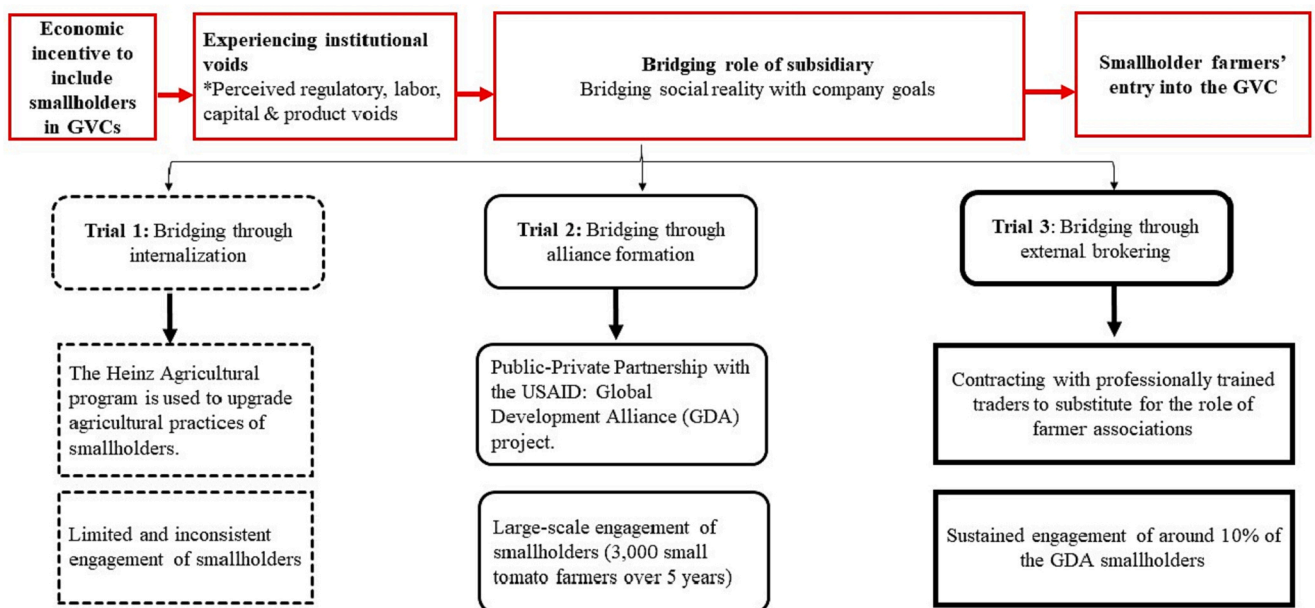 Economic
incentive to
include
smallholders
in GVCs
Experiencing institutional
voids
*Perceived regulatory, labor,
capital & product voids
Bridging role of subsidiary
Bridging social reality with company goals
Smallholder farmers'
entry into the GVC
Trial 1: Bridging through
internalization
Trial 2: Bridging through
alliance formation
Trial 3: Bridging through
external brokering
The Heinz Agricultural
program is used to upgrade
agricultural practices of
smallholders.
Public-Private Partnership with
the USAID: Global
Development Alliance (GDA)
project.
Contracting with professionally trained
traders to substitute for the role of
farmer associations
Limited and inconsistent
engagement of smallholders
Large-scale engagement of
smallholders (3,000 small
tomato farmers over 5 years)
Sustained engagement of around 10% of
the GDA smallholders